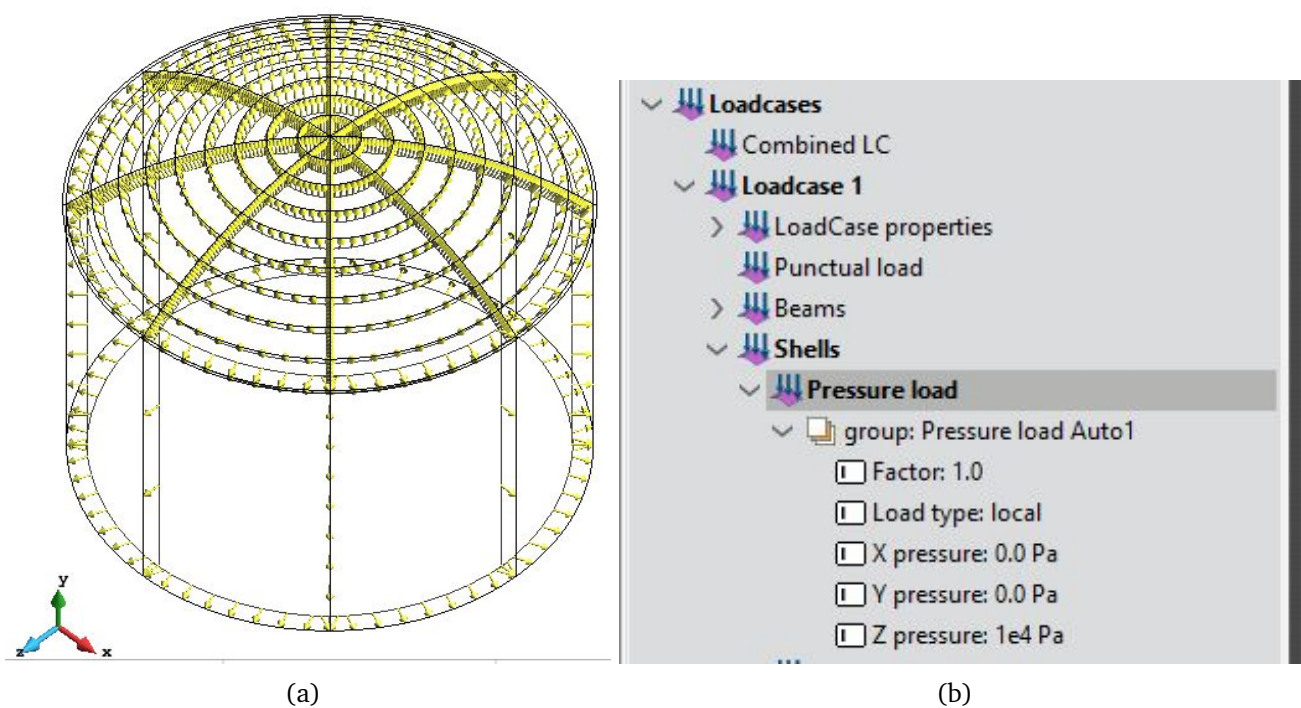 y
z
x
Loadcases
Combined LC
Loadcase 1
LoadCase properties
Punctual load
Beams
Shells
Pressure load
group: Pressure load Auto1
Factor: 1.0
Load type: local
X pressure: 0.0 Pa
Y pressure: 0.0 Pa
Z pressure: 1e4 Pa
(a)
(b)